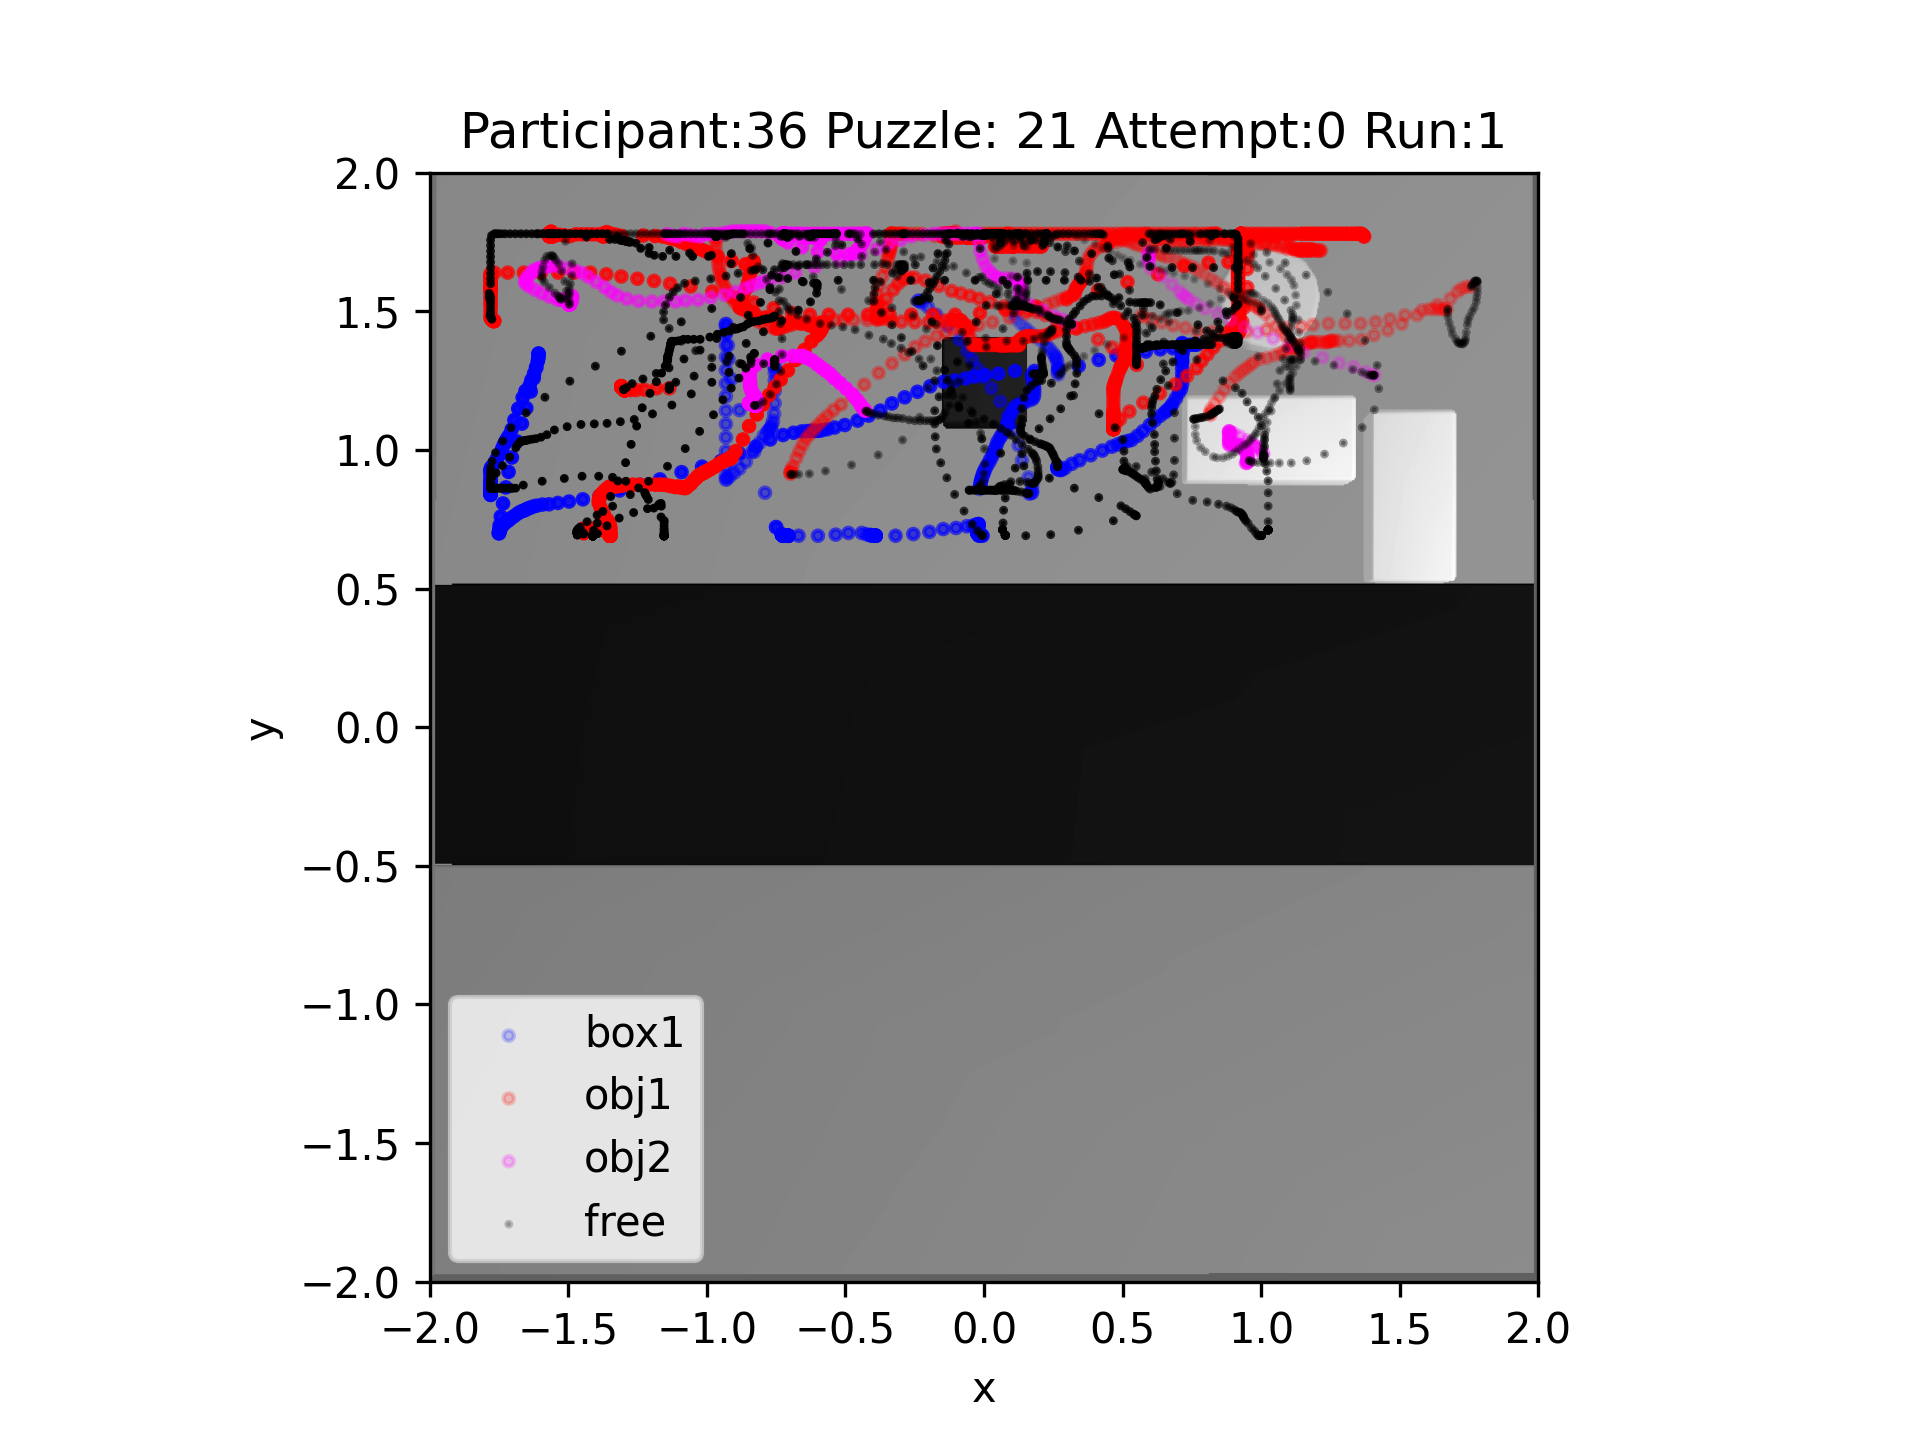 Participant:36 Puzzle: 21 Attempt:0 Run:1
2.0
1.5
1.0
0.5
0.0
−0.5
−1.0
−1.5
−2.0
y
box1
obj1
obj2
free
−2.0 −1.5 −1.0 −0.5 0.0 0.5 1.0 1.5 2.0
x